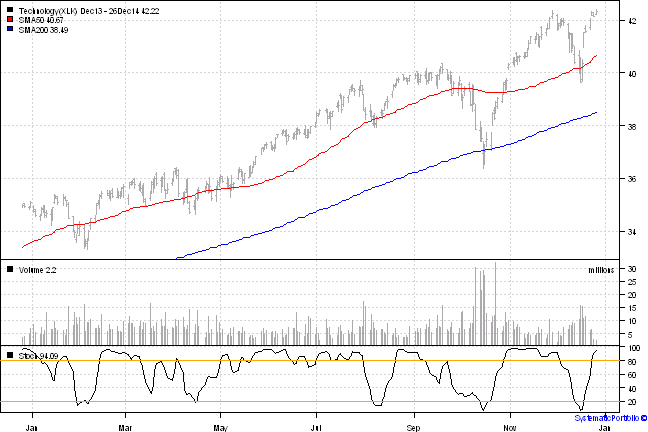 Technology(XLK) Dec13 - 26Dec14 42.22
SMA50 40.67
SMA200 38.49
42
40
38
36
34
Volume 2.2
millions
30
25
20
15
10
5
Stock 94.09
100
80
60
40
20
Jan Mar May Jul Sep Nov Jan
SystematicPortfolio ©